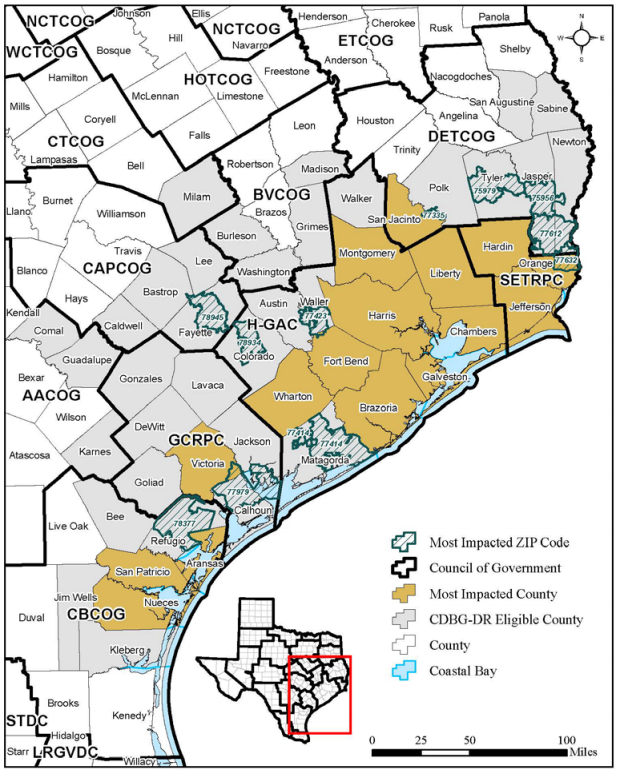 NCTCOG
Johnson
Ellis
NCTCOG
Henderson
Cherokee
Panola
Rusk
WCTCOG
Bosque
Hill
Navarro
ETCOG
Anderson
Shelby
N
W
E
S
Hamilton
HOTCOG
Freestone
Nacogdoches
McLennan
Limestone
San Augustine
Sabine
Mills
Coryell
Leon
Houston
Angelina
CTCOG
Falls
DETCOG
Newton
Lampasas
Bell
Robertson
Trinity
Madison
Milam
BVCOG
Walker
Polk
Tyler
Jasper
75979
75956
Burnet
Llano
Williamson
Brazos
Grimes
San Jacinto
77335
Burleson
77612
Travis
Lee
Montgomery
Hardin
Blanco
CAPCOG
Washington
Liberty
Orange
77632
SETRPC
Hays
Bastrop
Austin
Waller
Kendall
Caldwell
Fayette
78945
H-GAC
77423
Harris
Jefferson
Comal
78934
Colorado
Chambers
Guadalupe
Fort Bend
Bexar
Gonzales
Lavaca
Galveston
AACOG
Wharton
Brazoria
Wilson
DeWitt
77414
77414
Atascosa
Karnes
GCRPC
Jackson
Matagorda
Victoria
Goliad
77979
Calhoun
Live Oak
Bee
78377
Refugio
Aransas
San Patricio
Jim Wells
Nueces
Duval
CBCOG
Kleberg
Brooks
STDC
Kenedy
Hidalgo
Starr
LRGVDC
Willacy
Most Impacted ZIP Code
Council of Government
Most Impacted County
CDBG-DR Eligible County
County
Coastal Bay
0
25
50
100
Miles